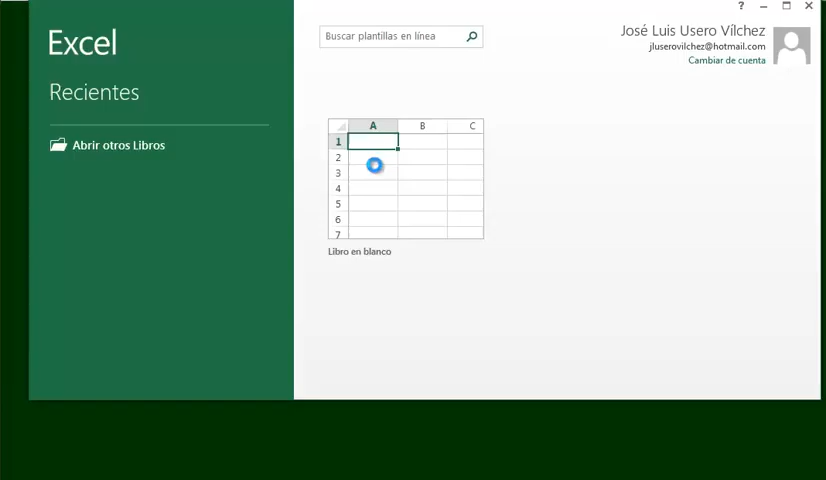 ?
Excel
Recientes
Abrir otros Libros
Buscar plantillas en línea
José Luis Usero Vílchez
jluserovilchez@hotmail.com
Cambiar de cuenta
A B C
1
2
3
4
5
6
7
Libro en blanco